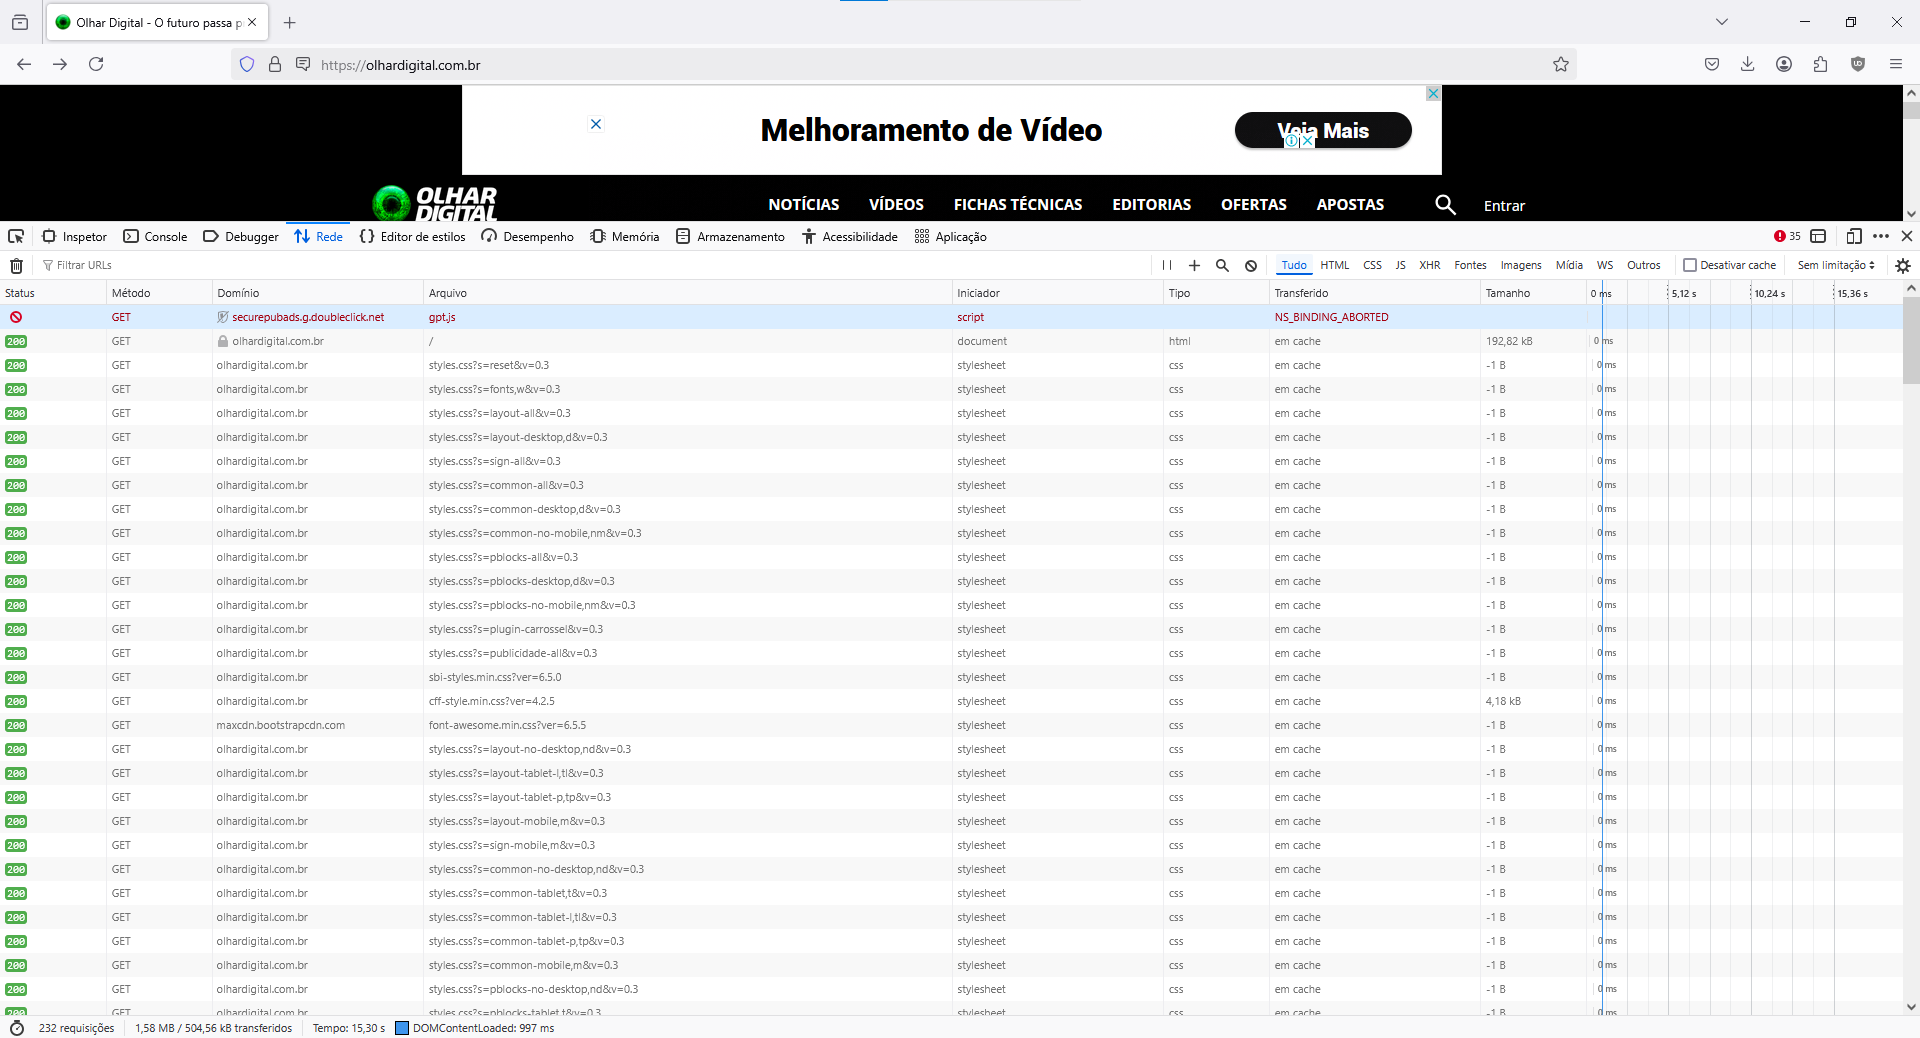 Olhar Digital - O futuro passa p
https://olhardigital.com.br
Melhoramento de Vídeo
Veja Mais
OLHAR DIGITAL
NOTÍCIAS VÍDEOS FICHAS TÉCNICAS EDITORIAS OFERTAS APOSTAS Entrar
Inspetor Console Debugger Rede Editor de estilos Desempenho Memória Armazenamento Acessibilidade Aplicação 35
Filtrar URLs Tudo HTML CSS JS XHR Fontes Imagens Mídia WS Outros Desativar cache Sem limitação
Status Método Domínio Arquivo Iniciador Tipo Transferido Tamanho 0 ms 5,12 s 10,24 s 15,36 s
GET securepubads.g.doubleclick.net gpt.js script NS_BINDING_ABORTED
200 GET olhardigital.com.br / document html em cache 192,82 kB 0 ms
200 GET olhardigital.com.br styles.css?s=reset&v=0.3 stylesheet css em cache -1 B 0 ms
200 GET olhardigital.com.br styles.css?s=fonts,w&v=0.3 stylesheet css em cache -1 B 0 ms
200 GET olhardigital.com.br styles.css?s=layout-all&v=0.3 stylesheet css em cache -1 B 0 ms
200 GET olhardigital.com.br styles.css?s=layout-desktop,d&v=0.3 stylesheet css em cache -1 B 0 ms
200 GET olhardigital.com.br styles.css?s=sign-all&v=0.3 stylesheet css em cache -1 B 0 ms
200 GET olhardigital.com.br styles.css?s=common-all&v=0.3 stylesheet css em cache -1 B 0 ms
200 GET olhardigital.com.br styles.css?s=common-desktop,d&v=0.3 stylesheet css em cache -1 B 0 ms
200 GET olhardigital.com.br styles.css?s=common-no-mobile,nm&v=0.3 stylesheet css em cache -1 B 0 ms
200 GET olhardigital.com.br styles.css?s=pblocks-all&v=0.3 stylesheet css em cache -1 B 0 ms
200 GET olhardigital.com.br styles.css?s=pblocks-desktop,d&v=0.3 stylesheet css em cache -1 B 0 ms
200 GET olhardigital.com.br styles.css?s=pblocks-no-mobile,nm&v=0.3 stylesheet css em cache -1 B 0 ms
200 GET olhardigital.com.br styles.css?s=plugin-carrossel&v=0.3 stylesheet css em cache -1 B 0 ms
200 GET olhardigital.com.br styles.css?s=publicidade-all&v=0.3 stylesheet css em cache -1 B 0 ms
200 GET olhardigital.com.br sbi-styles.min.css?ver=6.5.0 stylesheet css em cache -1 B 0 ms
200 GET olhardigital.com.br cff-style.min.css?ver=4.2.5 stylesheet css em cache 4,18 kB 0 ms
200 GET maxcdn.bootstrapcdn.com font-awesome.min.css?ver=6.5.5 stylesheet css em cache -1 B 0 ms
200 GET olhardigital.com.br styles.css?s=layout-no-desktop,nd&v=0.3 stylesheet css em cache -1 B 0 ms
200 GET olhardigital.com.br styles.css?s=layout-tablet-l,tl&v=0.3 stylesheet css em cache -1 B 0 ms
200 GET olhardigital.com.br styles.css?s=layout-tablet-p,tp&v=0.3 stylesheet css em cache -1 B 0 ms
200 GET olhardigital.com.br styles.css?s=layout-mobile,m&v=0.3 stylesheet css em cache -1 B 0 ms
200 GET olhardigital.com.br styles.css?s=sign-mobile,m&v=0.3 stylesheet css em cache -1 B 0 ms
200 GET olhardigital.com.br styles.css?s=common-no-desktop,nd&v=0.3 stylesheet css em cache -1 B 0 ms
200 GET olhardigital.com.br styles.css?s=common-tablet,t&v=0.3 stylesheet css em cache -1 B 0 ms
200 GET olhardigital.com.br styles.css?s=common-tablet-l,tl&v=0.3 stylesheet css em cache -1 B 0 ms
200 GET olhardigital.com.br styles.css?s=common-tablet-p,tp&v=0.3 stylesheet css em cache -1 B 0 ms
200 GET olhardigital.com.br styles.css?s=common-mobile,m&v=0.3 stylesheet css em cache -1 B 0 ms
200 GET olhardigital.com.br styles.css?s=pblocks-no-desktop,nd&v=0.3 stylesheet css em cache -1 B 0 ms
200 GET olhardigital.com.br styles.css?s=pblocks-tablet,t&v=0.3 stylesheet css em cache -1 B 0 ms
232 requisições 1,58 MB / 504,56 kB transferidos Tempo: 15,30 s DOMContentLoaded: 997 ms